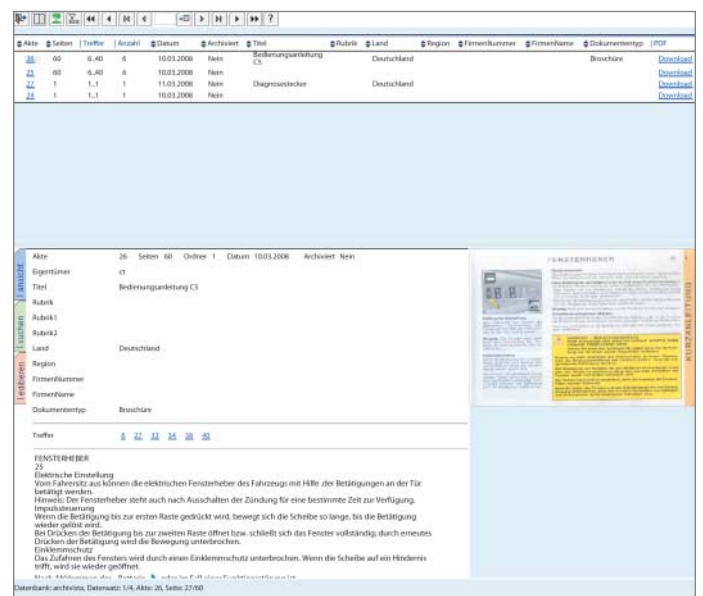 ?
Akte Seiten Treffer Anzahl Datum Archiviert Titel Rubrik Land Region FirmenNummer FirmenName Dokumententyp PDF
26 60 6..40 6 10.03.2008 Nein Bedienungsanleitung C5 Deutschland Broschüre Download
25 60 6..40 6 10.03.2008 Nein Download
27 1 1..1 1 11.03.2008 Nein Diagnosestecker Deutschland Download
24 1 1..1 1 10.03.2008 Nein Download
ansicht
suchen
editieren
Akte 26 Seiten 60 Ordner 1 Datum 10.03.2008 Archiviert Nein
Eigentümer ct
Titel Bedienungsanleitung C5
Rubrik
Rubrik1
Rubrik2
Land Deutschland
Region
FirmenNummer
FirmenName
Dokumententyp Broschüre
Treffer 6 27 33 34 38 40
FENSTERHEBER
KURZANLEITUNG
FENSTERHEBER
25
Elektrische Einstellung
Vom Fahrersitz aus können die elektrischen Fensterheber des Fahrzeugs mit Hilfe .der Betätigungen an der Tür
betätigt werden.
Hinweis: Der Fensterheber steht auch nach Ausschalten der Zündung für eine bestimmte Zeit zur Verfügung.
Impulssteuerung
Wenn die Betätigung bis zur ersten Raste gedrückt wird, bewegt sich die Scheibe so lange, bis die Betätigung
wieder gelöst wird.
Bei Drücken der Betätigung bis zur zweiten Raste öffnet bzw. schließt sich das Fenster vollständig; durch erneutes
Drücken der Betätigung wird die Bewegung unterbrochen.
Einklemmschutz
Das Zufahren des Fensters wird durch einen Einklemmschutz unterbrochen. Wenn die Scheibe auf ein Hindernis
trifft, wird sie wieder geöffnet.
Datenbank: archivista, Datensatz: 1/4, Akte: 26, Seite: 27/60